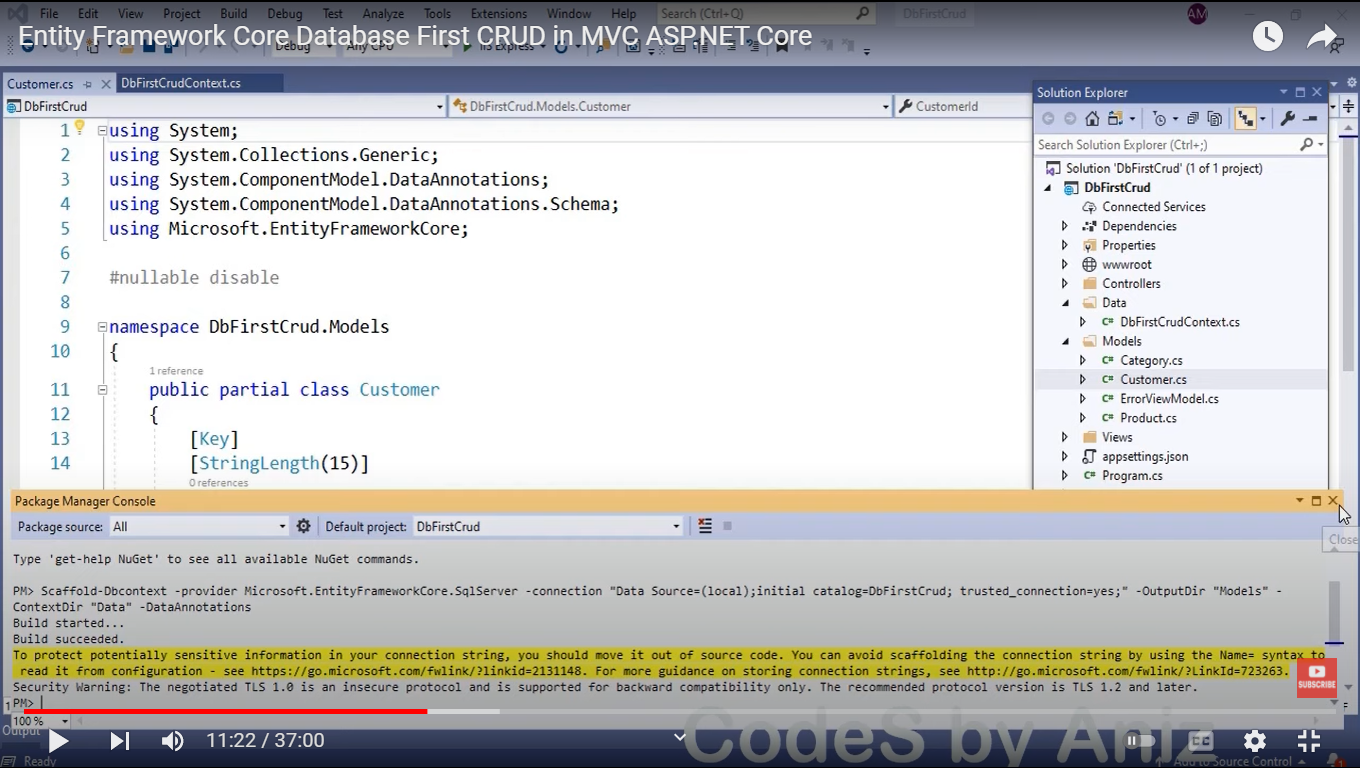 File Edit View Project Build Debug Test Analyze Tools Extensions Window Help Search (Ctrl+Q) DbFirstCrud AM
Entity Framework Core Database First CRUD in MVC ASP.NET Core
Debug Any CPU IIS Express
Customer.cs DbFirstCrudContext.cs
DbFirstCrud DbFirstCrud.Models.Customer CustomerId
1 using System;
2 using System.Collections.Generic;
3 using System.ComponentModel.DataAnnotations;
4 using System.ComponentModel.DataAnnotations.Schema;
5 using Microsoft.EntityFrameworkCore;
6
7 #nullable disable
8
9 namespace DbFirstCrud.Models
10 {
1 reference
11 public partial class Customer
12 {
13 [Key]
14 [StringLength(15)]
0 references
Solution Explorer
Search Solution Explorer (Ctrl+;)
Solution 'DbFirstCrud' (1 of 1 project)
DbFirstCrud
Connected Services
Dependencies
Properties
wwwroot
Controllers
Data
DbFirstCrudContext.cs
Models
Category.cs
Customer.cs
ErrorViewModel.cs
Product.cs
Views
appsettings.json
Program.cs
Package Manager Console
Package source: All Default project: DbFirstCrud
Close
Type 'get-help NuGet' to see all available NuGet commands.
PM> Scaffold-Dbcontext -provider Microsoft.EntityFrameworkCore.SqlServer -connection "Data Source=(local);initial catalog=DbFirstCrud; trusted_connection=yes;" -OutputDir "Models" -
ContextDir "Data" -DataAnnotations
Build started...
Build succeeded.
To protect potentially sensitive information in your connection string, you should move it out of source code. You can avoid scaffolding the connection string by using the Name= syntax to
read it from configuration - see https://go.microsoft.com/fwlink/?linkid=2131148. For more guidance on storing connection strings, see http://go.microsoft.com/fwlink/?LinkId=723263.
Security Warning: The negotiated TLS 1.0 is an insecure protocol and is supported for backward compatibility only. The recommended protocol version is TLS 1.2 and later.
SUBSCRIBE
PM>
100 %
Output
11:22 / 37:00
CodeS by Aniz
CC
Ready
Add to Source Control